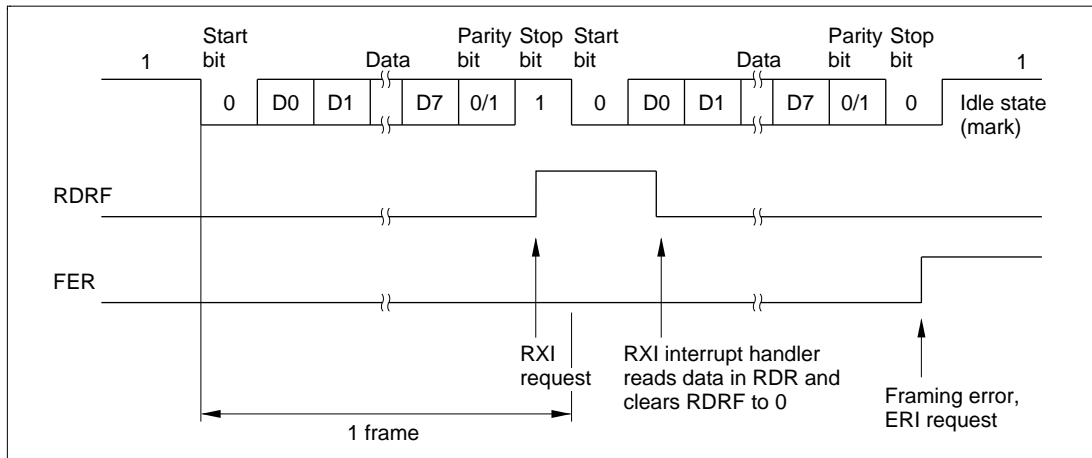 Start
bit
Parity
bit
Stop
bit
Start
bit
Parity
bit
Stop
bit
1
Data
Data
1
0
D0
D1
D7
0/1
1
0
D0
D1
D7
0/1
0
Idle state
(mark)
RDRF
FER
RXI
request
RXI interrupt handler
reads data in RDR and
clears RDRF to 0
Framing error,
ERI request
1 frame